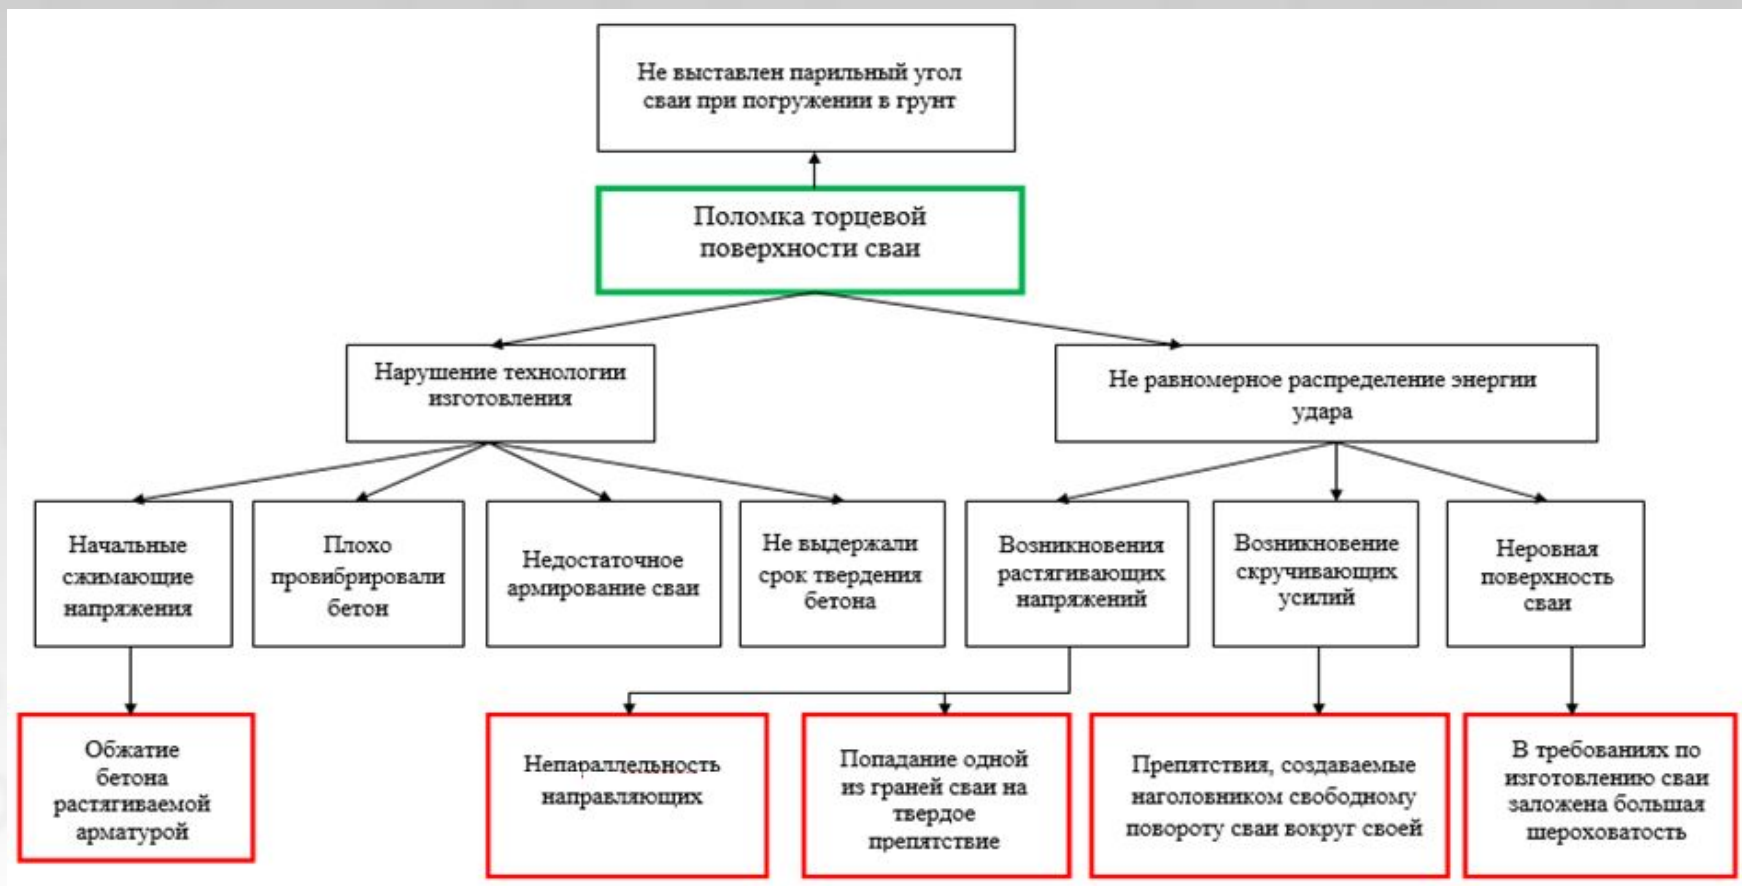 Не выставлен парильный угол
сваи при погружении в грунт
Поломка торцевой
поверхности сваи
Нарушение технологии
изготовления
Не равномерное распределение энергии
удара
Начальные
сжимающие
напряжения
Плохо
провибрировали
бетон
Недостаточное
армирование сваи
Не выдержали
срок твердения
бетона
Возникновения
растягивающих
напряжений
Возникновение
скручивающих
усилий
Неровная
поверхность
сваи
Обжатие
бетона
растягиваемой
арматурой
Непараллельность
направляющих
Попадание одной
из граней сваи на
твердое
препятствие
Препятствия, создаваемые
наголовником свободному
повороту сваи вокруг своей
В требованиях по
изготовлению сваи
заложена большая
шероховатость